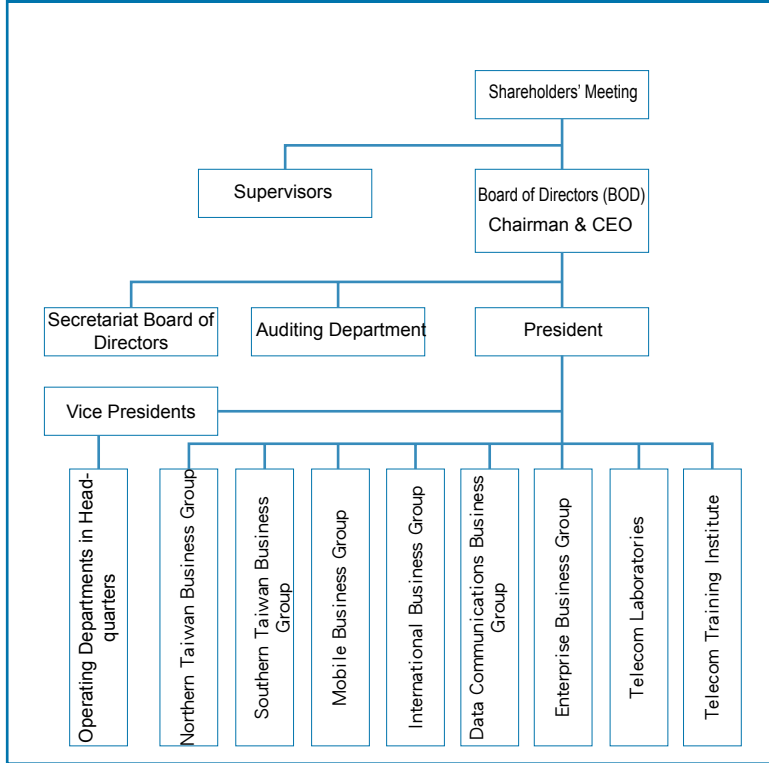 Shareholders' Meeting
Supervisors
Board of Directors (BOD)
Chairman & CEO
Secretariat Board of
Directors
Auditing Department
President
Vice Presidents
Operating Departments in Head-
quarters
Northern Taiwan Business Group
Southern Taiwan Business
Group
Mobile Business Group
International Business Group
Data Communications Business
Group
Enterprise Business Group
Telecom Laboratories
Telecom Training Institute